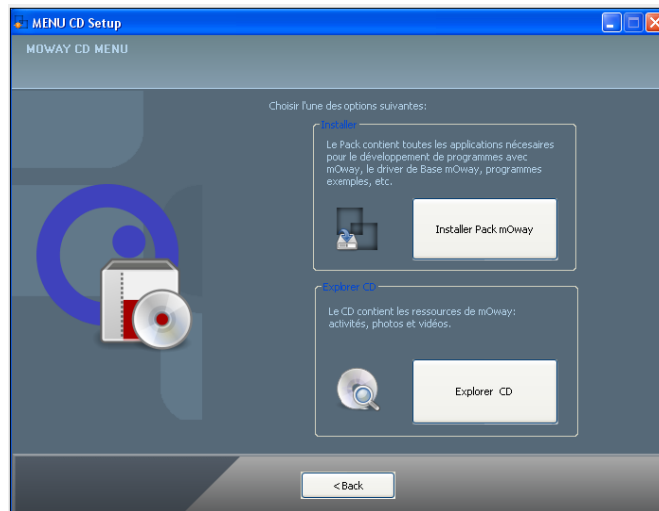 MENU CD Setup
MOWAY CD MENU
Choisir l'une des options suivantes:
Installer
Le Pack contient toutes les applications nécesaires
pour le développement de programmes avec
mOway, le driver de Base mOway, programmes
exemples, etc.
Installer Pack mOway
Explorer CD
Le CD contient les ressources de mOway:
activités, photos et vidéos.
Explorer CD
< Back